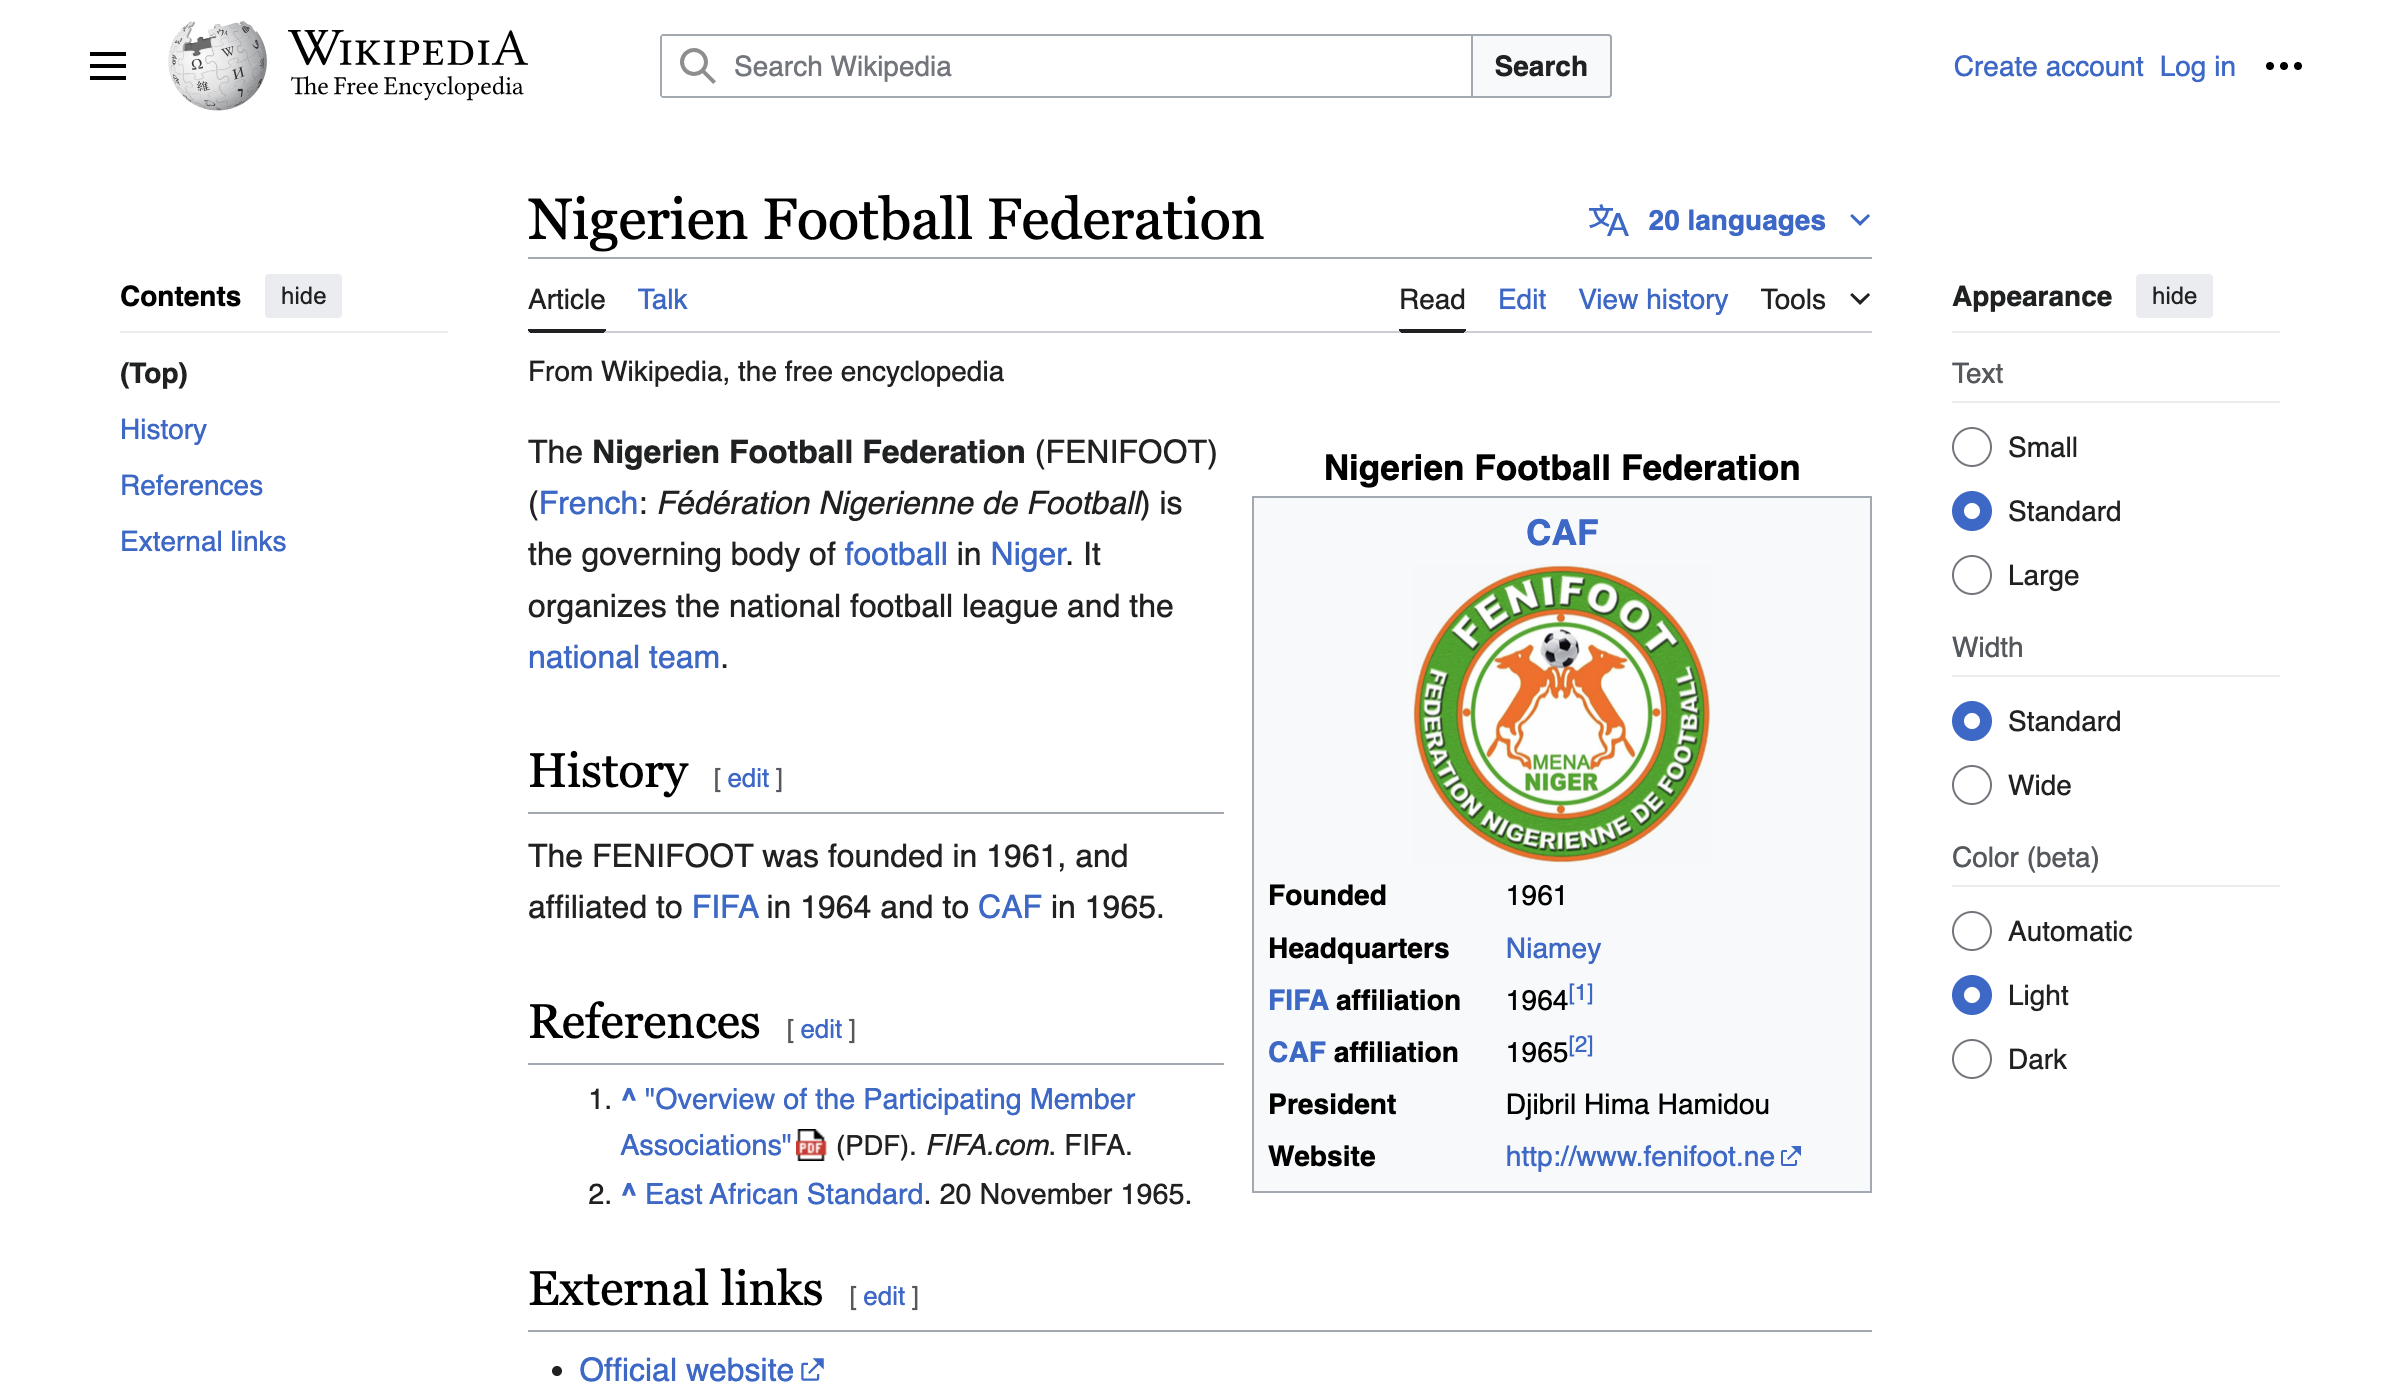 WIKIPEDIA
The Free Encyclopedia
Search Wikipedia
Search
Create account Log in
Nigerien Football Federation
20 languages
Contents hide
(Top)
History
References
External links
Article Talk
Read Edit View history Tools
From Wikipedia, the free encyclopedia
The Nigerien Football Federation (FENIFOOT)
(French: Fédération Nigerienne de Football) is
the governing body of football in Niger. It
organizes the national football league and the
national team.
History [ edit ]
The FENIFOOT was founded in 1961, and
affiliated to FIFA in 1964 and to CAF in 1965.
References [ edit ]
1. ^ "Overview of the Participating Member
Associations" PDF (PDF). FIFA.com. FIFA.
2. ^ East African Standard. 20 November 1965.
External links [ edit ]
• Official website
Nigerien Football Federation
CAF
FENIFOOT
FEDERATION NIGERIENNE DE FOOTBALL
MENA
NIGER
Founded 1961
Headquarters Niamey
FIFA affiliation 1964[1]
CAF affiliation 1965[2]
President Djibril Hima Hamidou
Website http://www.fenifoot.ne
Appearance hide
Text
Small
Standard
Large
Width
Standard
Wide
Color (beta)
Automatic
Light
Dark